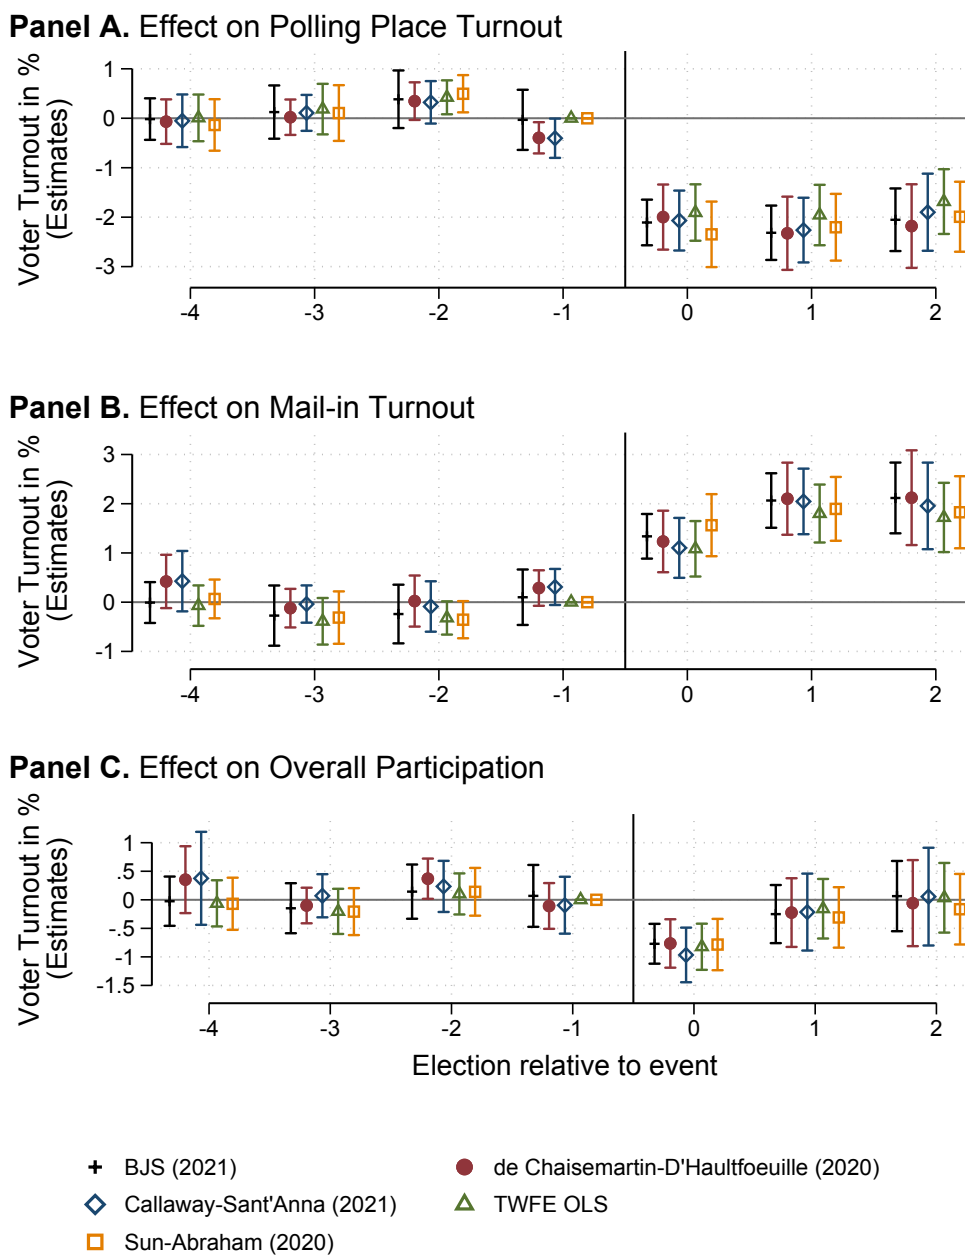 Panel A. Effect on Polling Place Turnout
Voter Turnout in %
(Estimates)
1
0
-1
-2
-3
-4 -3 -2 -1 0 1 2
Panel B. Effect on Mail-in Turnout
Voter Turnout in %
(Estimates)
3
2
1
0
-1
-4 -3 -2 -1 0 1 2
Panel C. Effect on Overall Participation
Voter Turnout in %
(Estimates)
1
.5
0
-.5
-1
-1.5
-4 -3 -2 -1 0 1 2
Election relative to event
BJS (2021) de Chaisemartin-D'Haultfoeuille (2020)
Callaway-Sant'Anna (2021) TWFE OLS
Sun-Abraham (2020)